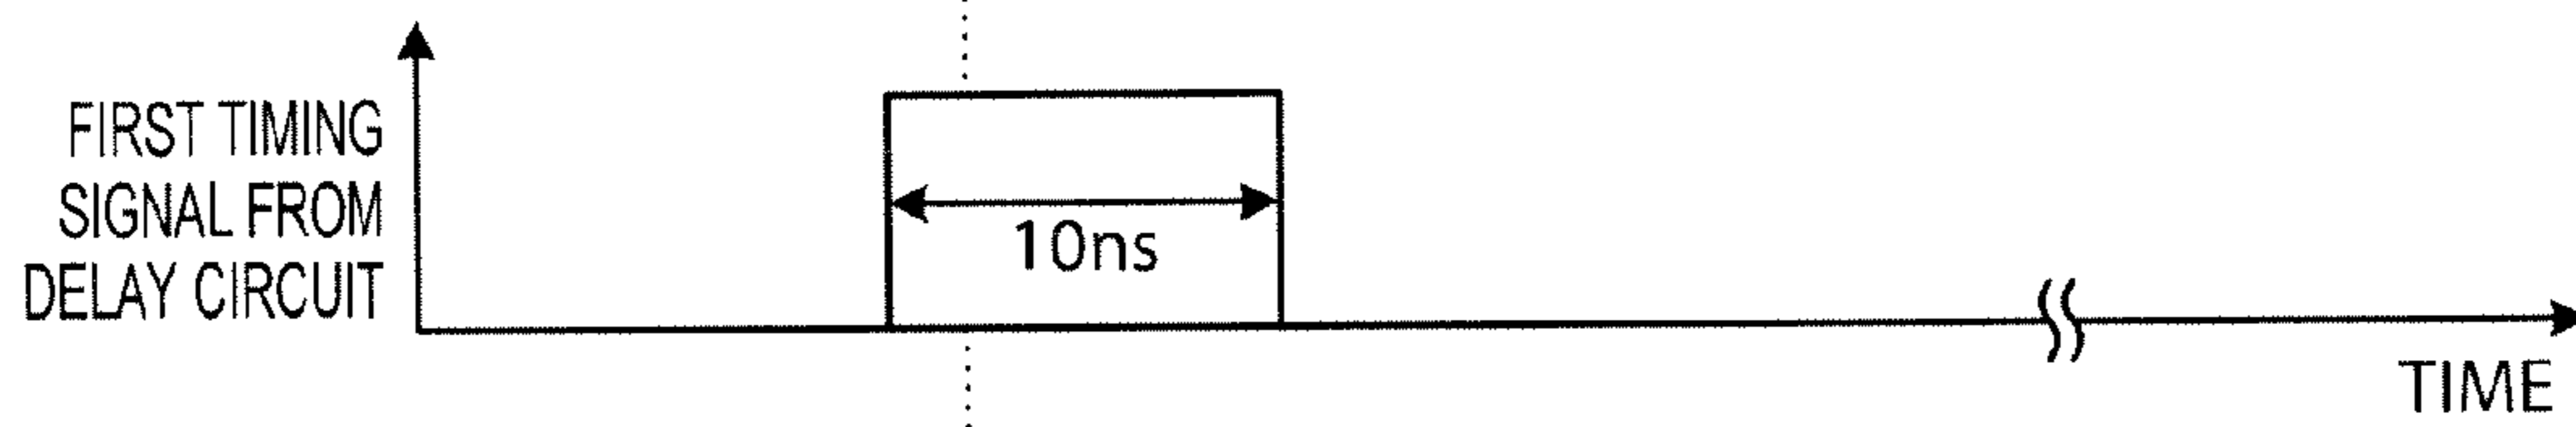 FIRST TIMING
SIGNAL FROM
DELAY CIRCUIT
10ns
TIME